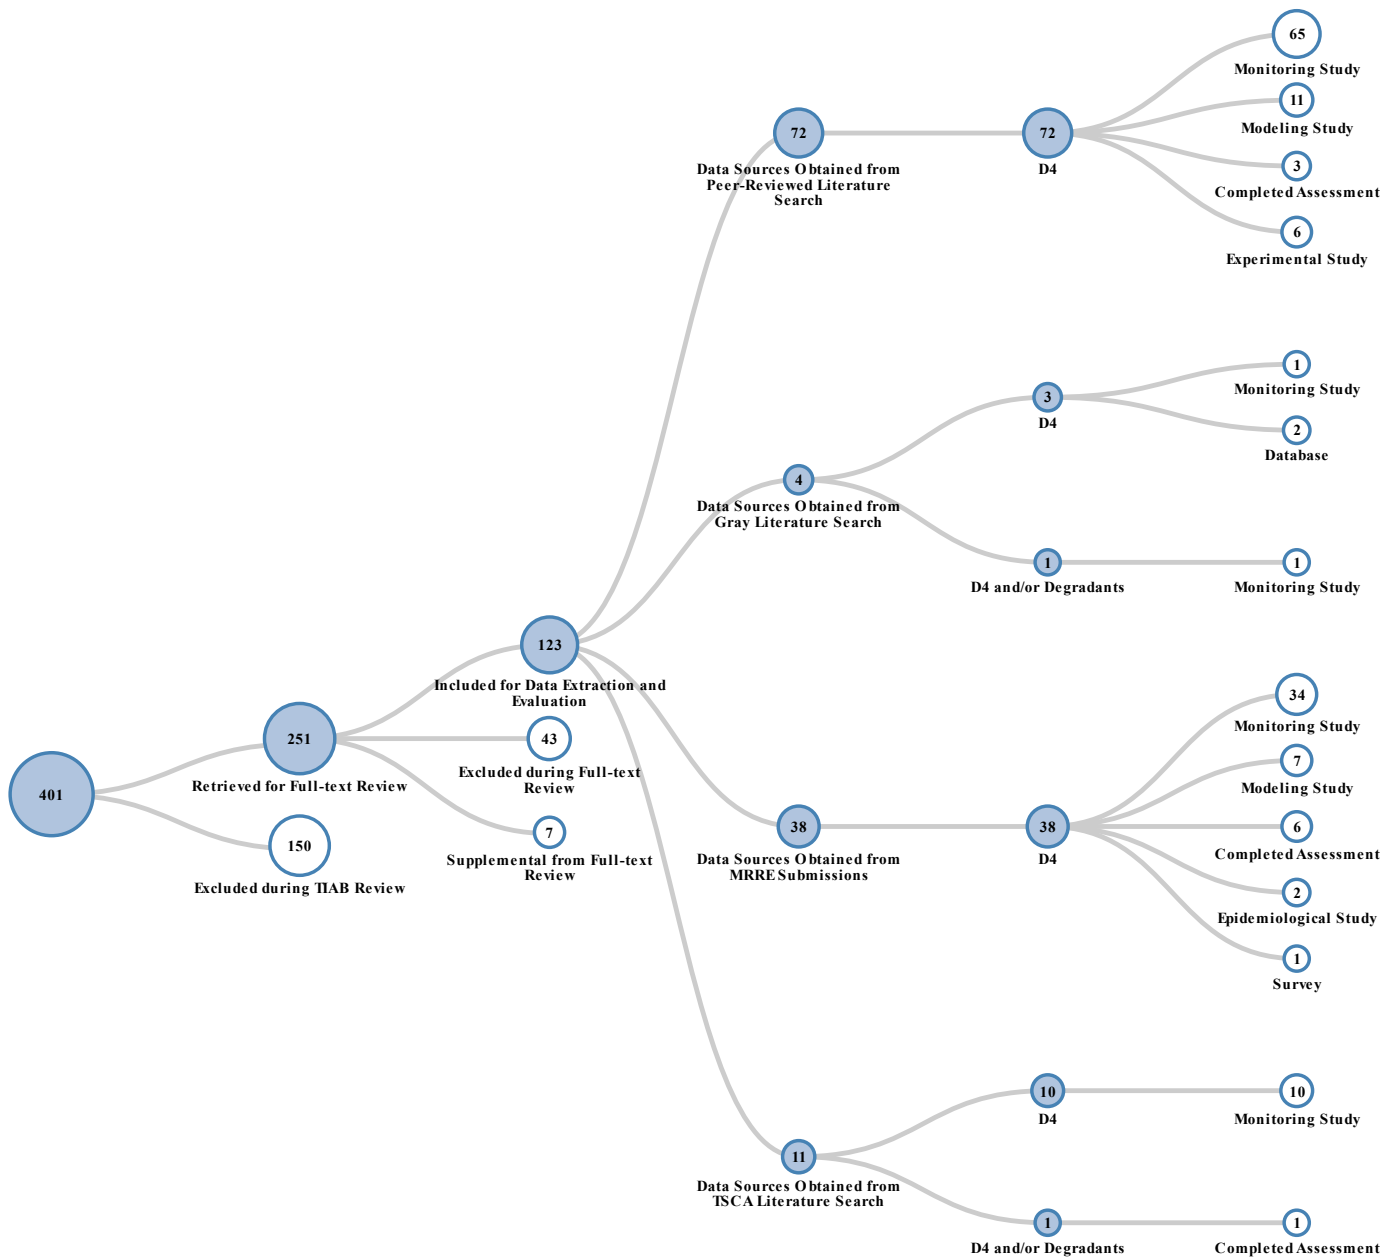 401
251
Retrieved for Full-text Review
150
Excluded during TIAB Review
123
Included for Data Extraction and
Evaluation
43
Excluded during Full-text
Review
7
Supplemental from Full-text
Review
72
Data Sources Obtained from
Peer-Reviewed Literature
Search
72
D4
65
Monitoring Study
11
Modeling Study
3
Completed Assessment
6
Experimental Study
4
Data Sources Obtained from
Gray Literature Search
3
D4
1
Monitoring Study
2
Database
1
D4 and/or Degradants
1
Monitoring Study
38
Data Sources Obtained from
MRRE Submissions
38
D4
34
Monitoring Study
7
Modeling Study
6
Completed Assessment
2
Epidemiological Study
1
Survey
11
Data Sources Obtained from
TSCA Literature Search
10
D4
10
Monitoring Study
1
D4 and/or Degradants
1
Completed Assessment